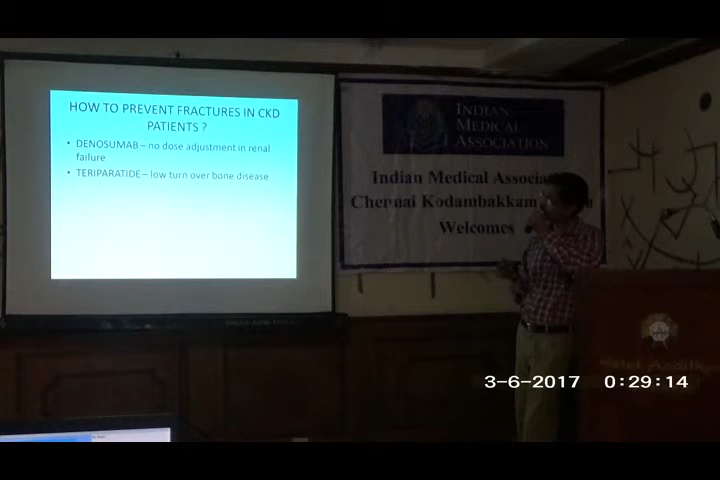 HOW TO PREVENT FRACTURES IN CKD
PATIENTS ?
• DENOSUMAB – no dose adjustment in renal
failure
• TERIPARATIDE – low turn over bone disease
INDIAN
MEDICAL
ASSOCIATION
Indian Medical
Chennai Kodambakkam
Welcomes
3-6-2017 0:29:14